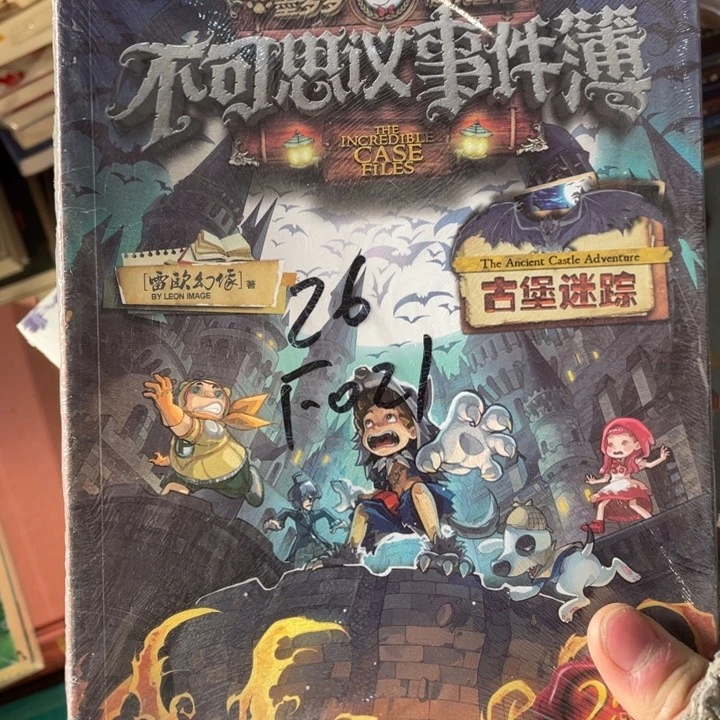 不可思议事件簿
THE
INCREDIBLE
CASE
FILES
The Ancient Castle Adventure
古堡迷踪
[雷欧幻像]著
BY LEON IMAGE
26
F-021